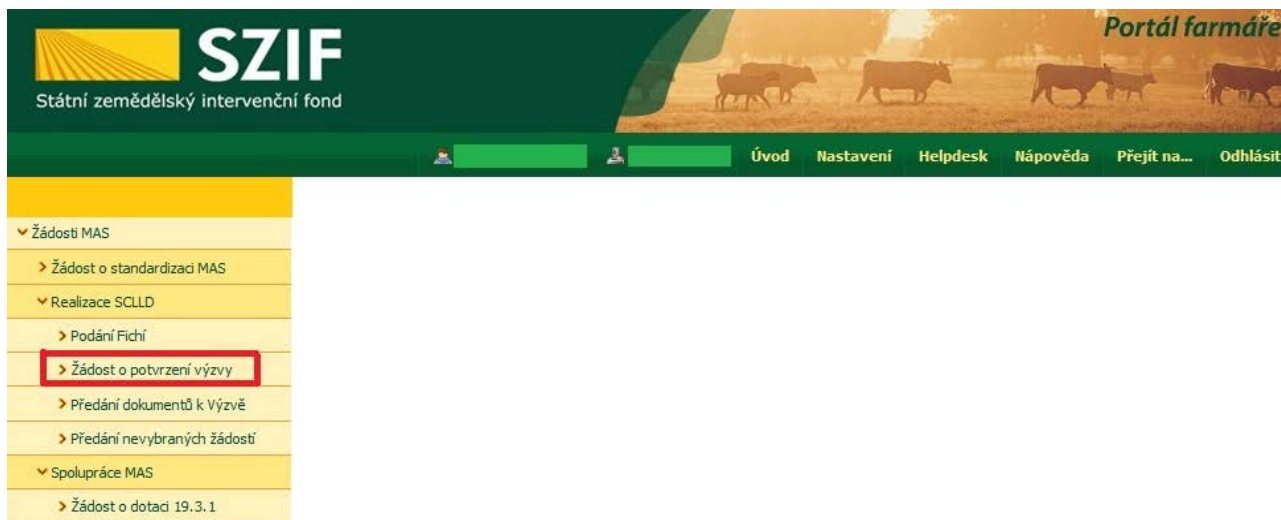 SZIF
Státní zemědělský intervenční fond
Portál farmáře
Úvod Nastavení Helpdesk Nápověda Přejít na... Odhlásit
Žádosti MAS
Žádost o standardizaci MAS
Realizace SCLLD
Podání Fichí
Žádost o potvrzení výzvy
Předání dokumentů k Výzvě
Předání nevybraných žádostí
Spolupráce MAS
Žádost o dotaci 19.3.1